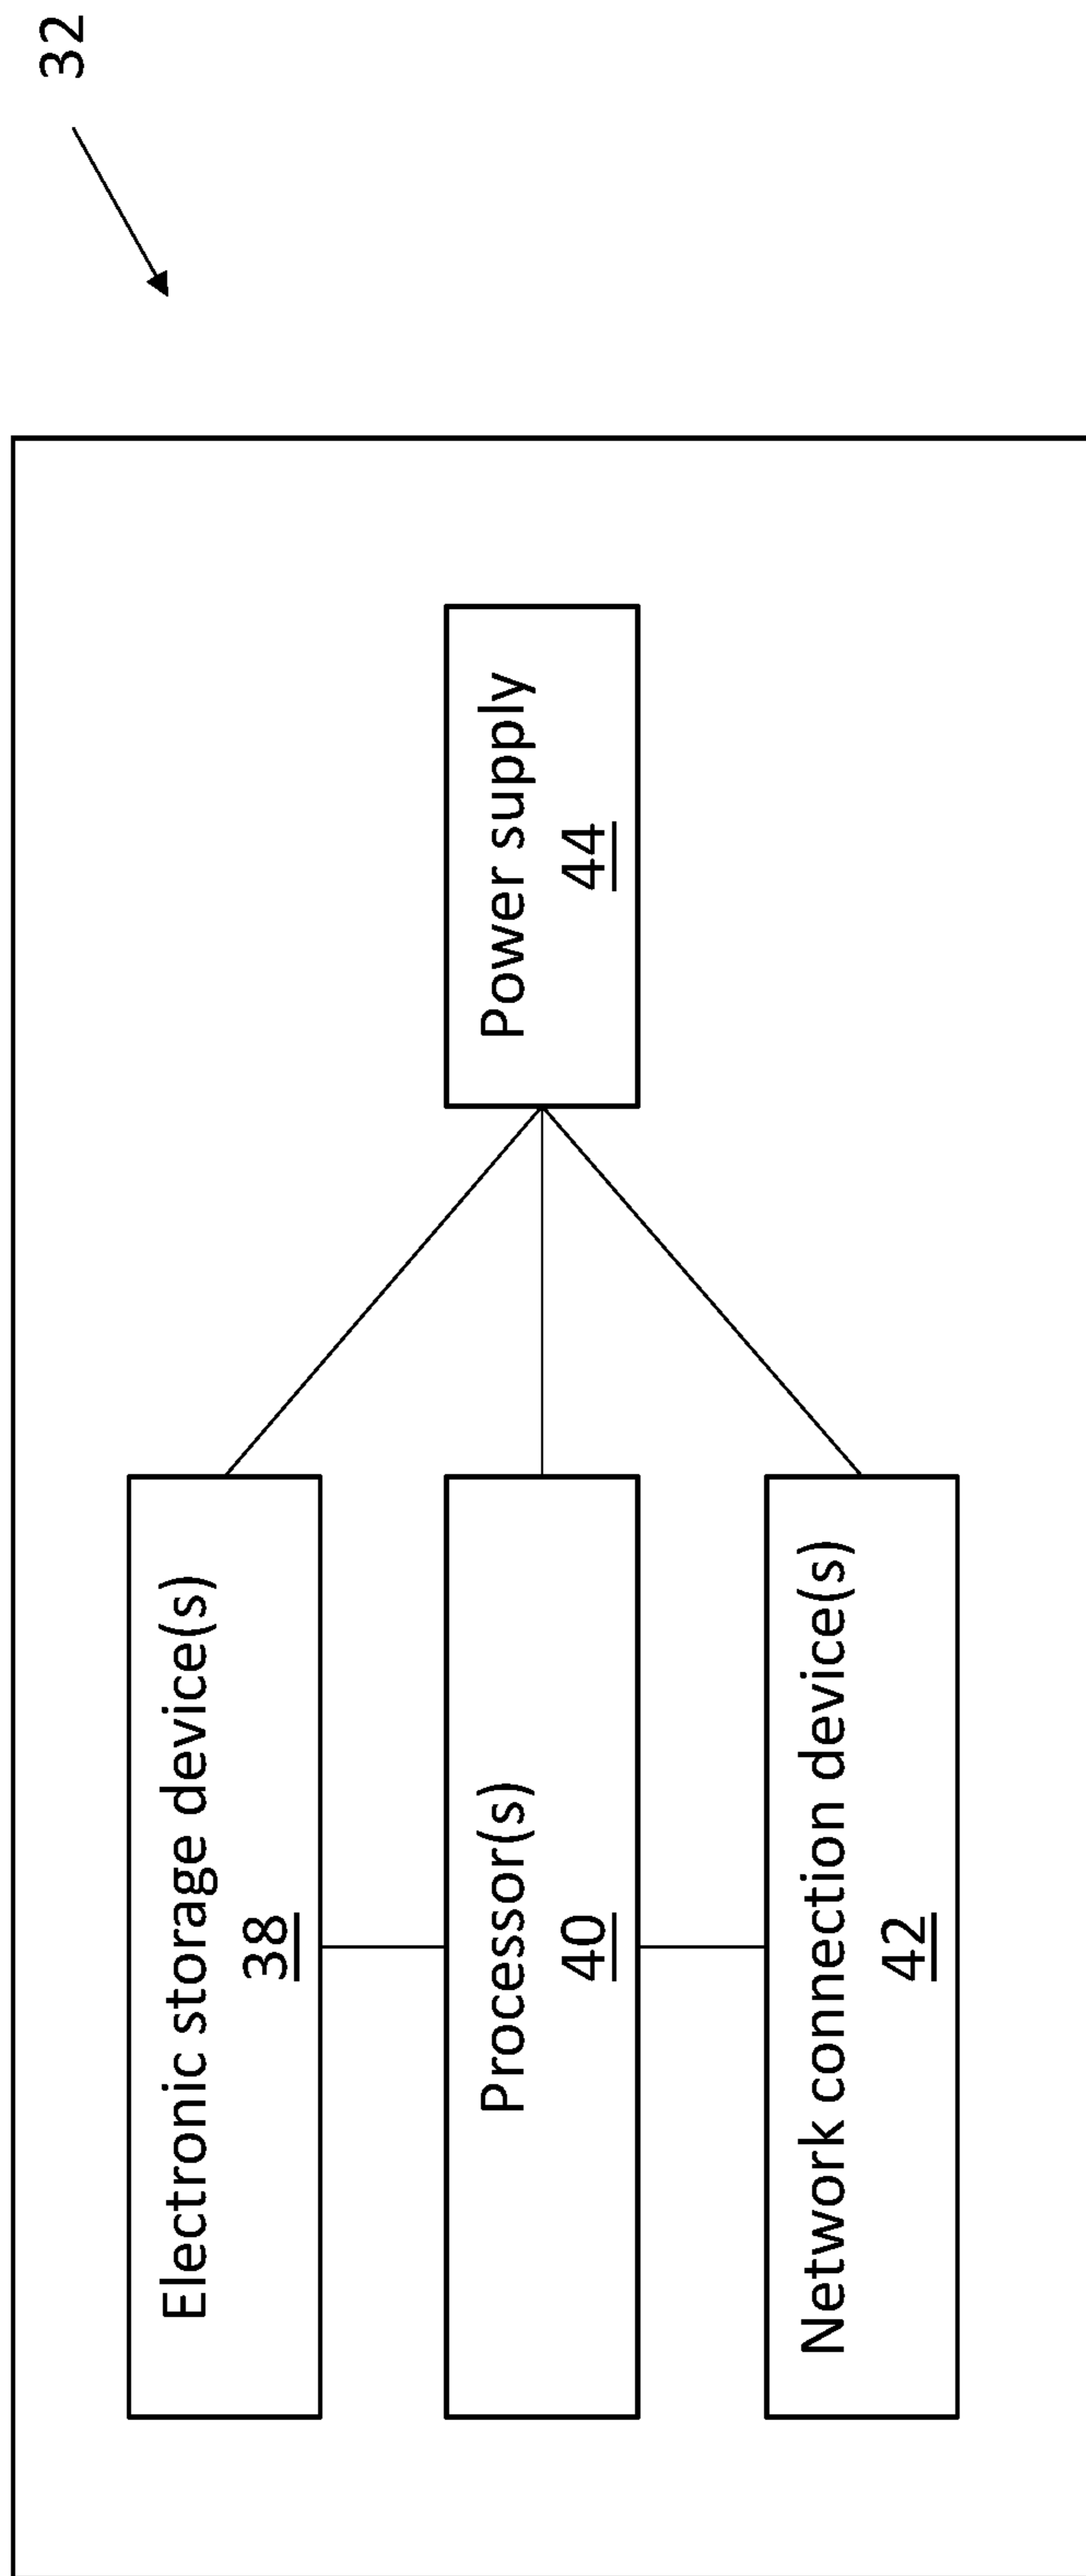 32
Electronic storage device(s)
38
Processor(s)
40
Network connection device(s)
42
Power supply
44